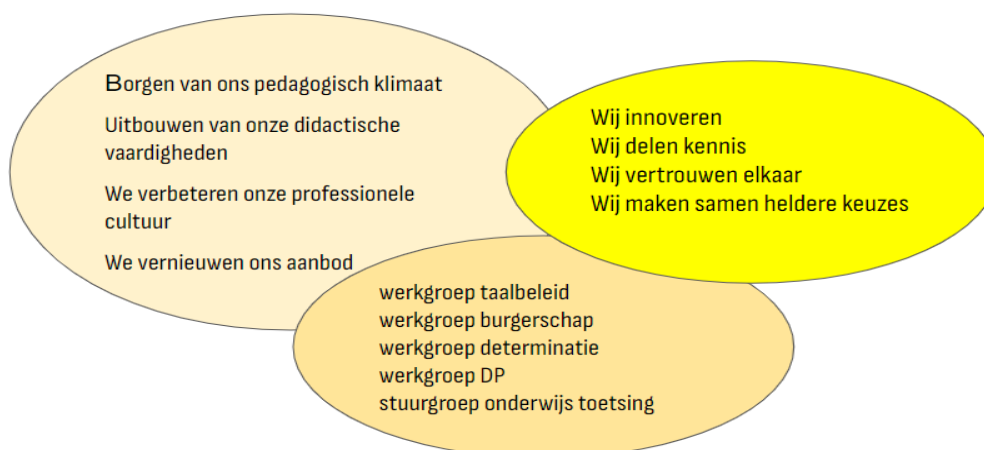 Borgen van ons pedagogisch klimaat
Uitbouwen van onze didactische
vaardigheden
We verbeteren onze professionele
cultuur
We vernieuwen ons aanbod
Wij innoveren
Wij delen kennis
Wij vertrouwen elkaar
Wij maken samen heldere keuzes
werkgroep taalbeleid
werkgroep burgerschap
werkgroep determinatie
werkgroep DP
stuurgroep onderwijs toetsing